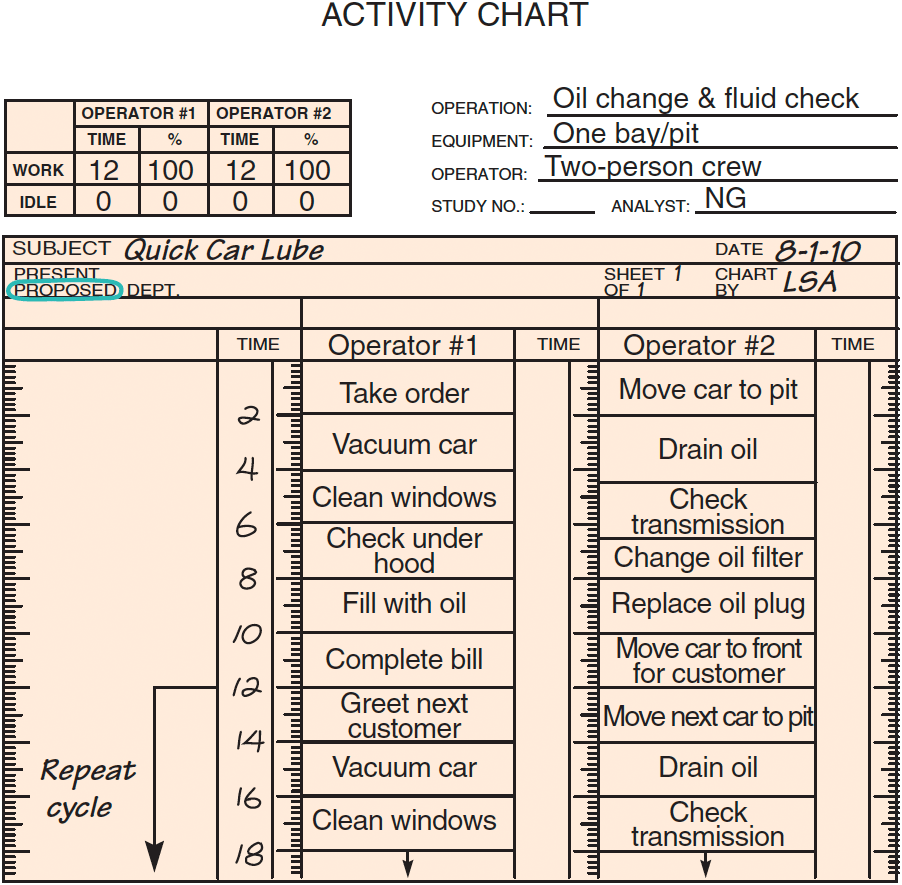 ACTIVITY CHART
OPERATOR #1 OPERATOR #2
TIME % TIME %
WORK 12 100 12 100
IDLE 0 0 0 0
OPERATION: Oil change & fluid check
EQUIPMENT: One bay/pit
OPERATOR: Two-person crew
STUDY NO.: ANALYST: NG
SUBJECT Quick Car Lube DATE 8-1-10
PRESENT
PROPOSED DEPT.
SHEET 1
OF 1
CHART
BY LSA
TIME Operator #1 TIME Operator #2 TIME
Take order Move car to pit
2
Vacuum car Drain oil
4
Clean windows Check
transmission
6
Check under
hood
Change oil filter
8
Fill with oil Replace oil plug
10
Complete bill Move car to front
for customer
12
Greet next
customer
Move next car to pit
14
Vacuum car Drain oil
Repeat
cycle
16
Clean windows Check
transmission
18